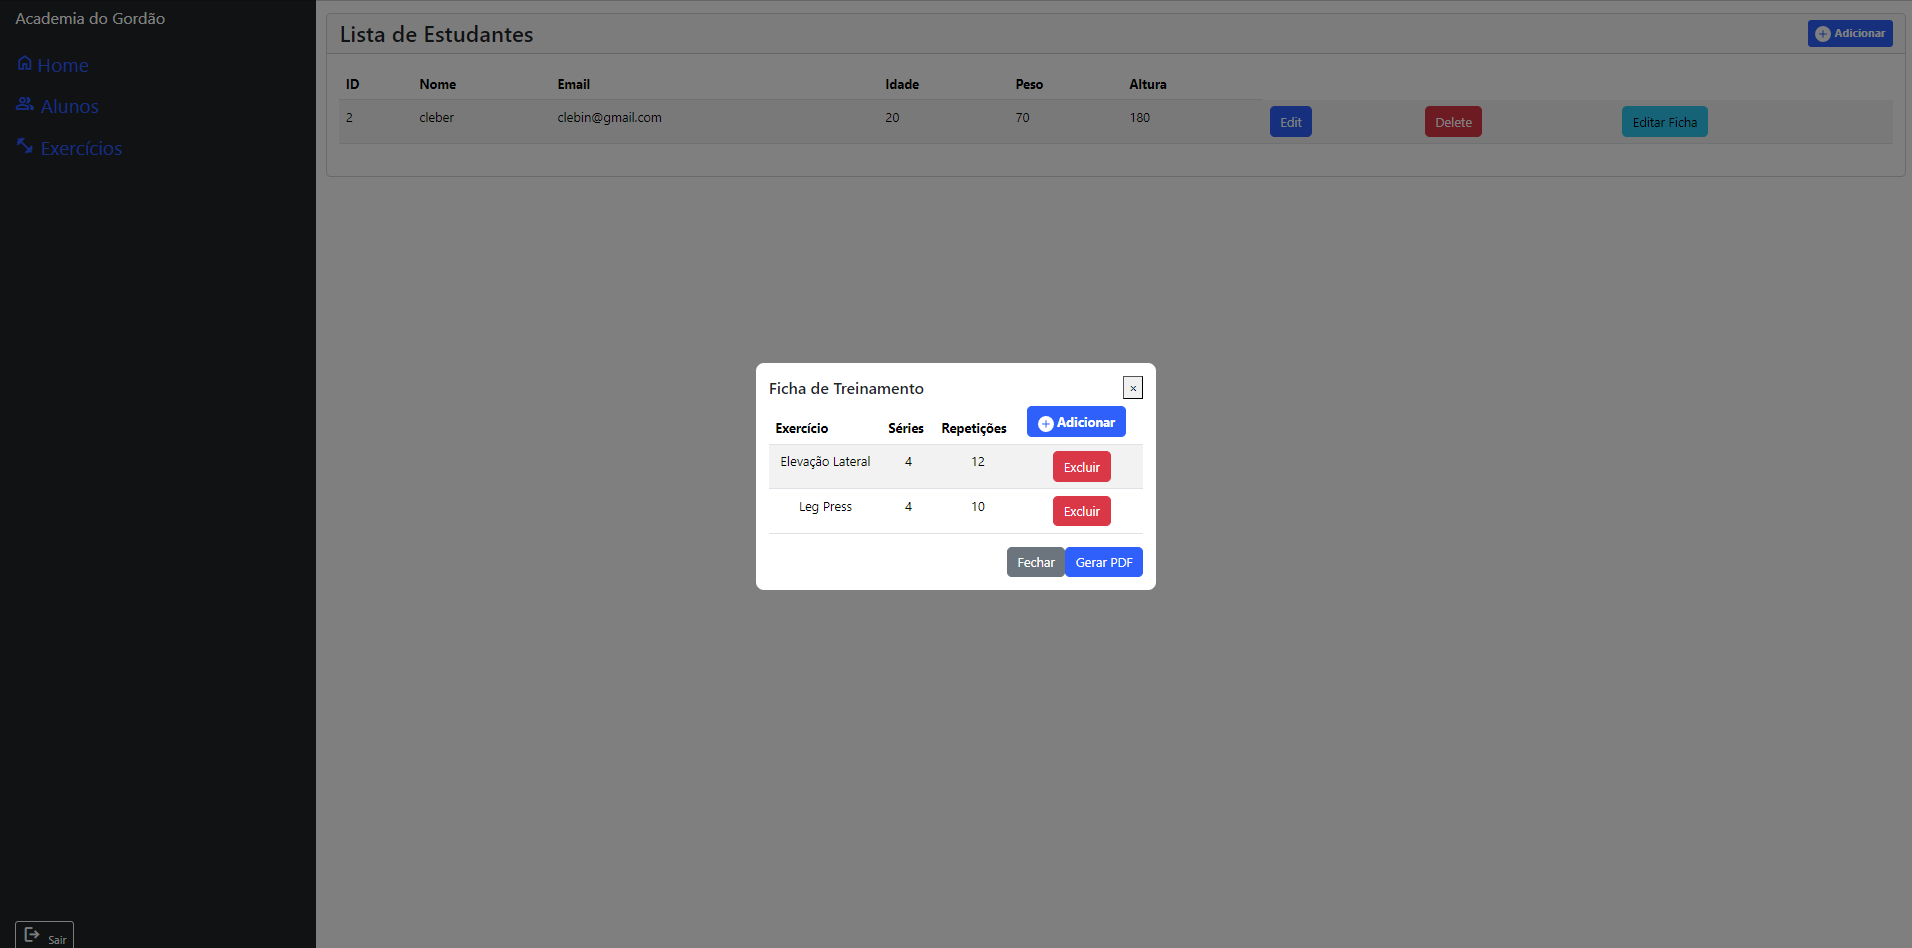 Academia do Gordão
Home
Alunos
Exercícios
Sair
Lista de Estudantes
Adicionar
ID Nome Email Idade Peso Altura
2 cleber clebin@gmail.com 20 70 180 Edit Delete Editar Ficha
Ficha de Treinamento ×
Exercício Séries Repetições Adicionar
Elevação Lateral 4 12 Excluir
Leg Press 4 10 Excluir
Fechar Gerar PDF